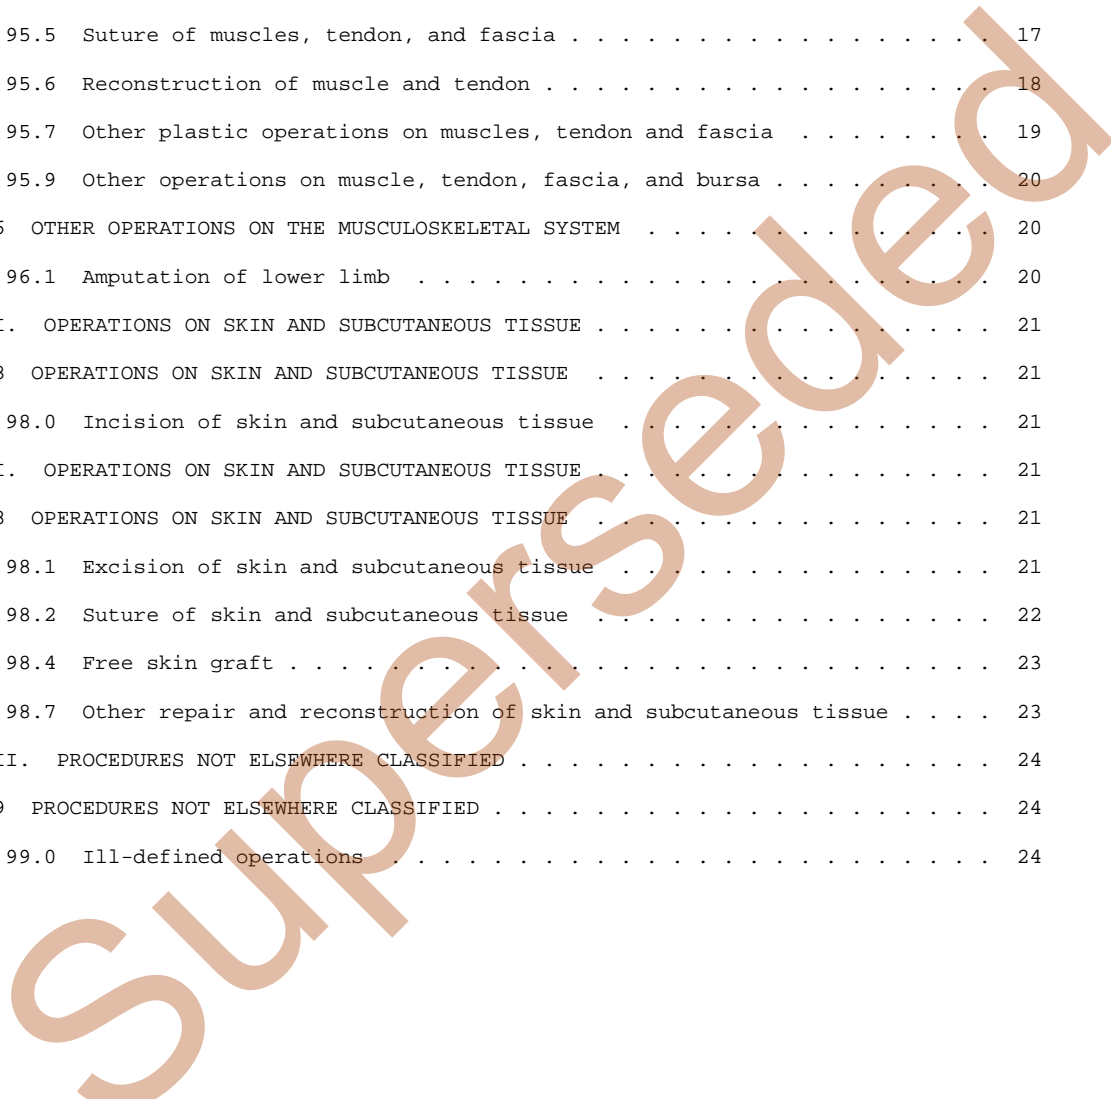 95.5 Suture of muscles, tendon, and fascia . . . . . . . . . . . . . . . . . 17
95.6 Reconstruction of muscle and tendon . . . . . . . . . . . . . . . . . . 18
95.7 Other plastic operations on muscles, tendon and fascia . . . . . . . . 19
95.9 Other operations on muscle, tendon, fascia, and bursa . . . . . . . . . 20
6 OTHER OPERATIONS ON THE MUSCULOSKELETAL SYSTEM . . . . . . . . . . . . . . 20
96.1 Amputation of lower limb . . . . . . . . . . . . . . . . . . . . . . . 20
I. OPERATIONS ON SKIN AND SUBCUTANEOUS TISSUE . . . . . . . . . . . . . . . . 21
8 OPERATIONS ON SKIN AND SUBCUTANEOUS TISSUE . . . . . . . . . . . . . . . . 21
98.0 Incision of skin and subcutaneous tissue . . . . . . . . . . . . . . . 21
I. OPERATIONS ON SKIN AND SUBCUTANEOUS TISSUE . . . . . . . . . . . . . . . . 21
8 OPERATIONS ON SKIN AND SUBCUTANEOUS TISSUE . . . . . . . . . . . . . . . . 21
98.1 Excision of skin and subcutaneous tissue . . . . . . . . . . . . . . . 21
98.2 Suture of skin and subcutaneous tissue . . . . . . . . . . . . . . . . 22
98.4 Free skin graft . . . . . . . . . . . . . . . . . . . . . . . . . . . . 23
98.7 Other repair and reconstruction of skin and subcutaneous tissue . . . . 23
II. PROCEDURES NOT ELSEWHERE CLASSIFIED . . . . . . . . . . . . . . . . . . . 24
9 PROCEDURES NOT ELSEWHERE CLASSIFIED . . . . . . . . . . . . . . . . . . . . 24
99.0 Ill-defined operations . . . . . . . . . . . . . . . . . . . . . . . . 24
Superseded